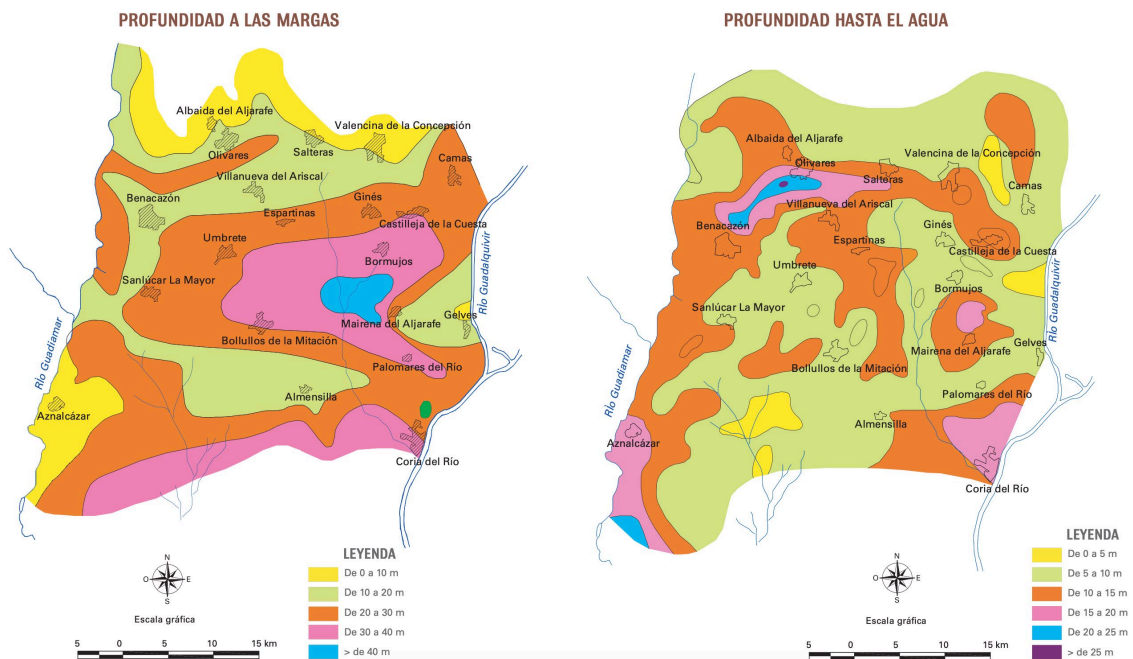 PROFUNDIDAD A LAS MARGAS
Albaida del Aljarafe
Olivares
Salteras
Valencina de la Concepción
Camas
Villanueva del Ariscal
Benacazón
Espartinas
Ginés
Castilleja de la Cuesta
Umbrete
Bormujos
Sanlúcar La Mayor
Gelves
Mairena del Aljarafe
Bollullos de la Mitación
Palomares del Río
Almensilla
Aznalcázar
Coria del Río
RÌo Guadiamar
RÌo Guadalquivir
N
O
E
S
Escala gráfica
5 0 5 10 15 km
LEYENDA
De 0 a 10 m
De 10 a 20 m
De 20 a 30 m
De 30 a 40 m
> de 40 m
PROFUNDIDAD HASTA EL AGUA
Albaida del Aljarafe
Olivares
Salteras
Valencina de la Concepción
Camas
Villanueva del Ariscal
Benacazón
Espartinas
Ginés
Castilleja de la Cuesta
Umbrete
Bormujos
Sanlúcar La Mayor
Mairena del Aljarafe
Gelves
Bollullos de la Mitación
Palomares del Río
Almensilla
Aznalcázar
Coria del Río
RÌo Guadiamar
RÌo Guadalquivir
N
O
E
S
Escala gráfica
5 0 5 10 15 km
LEYENDA
De 0 a 5 m
De 5 a 10 m
De 10 a 15 m
De 15 a 20 m
De 20 a 25 m
> de 25 m